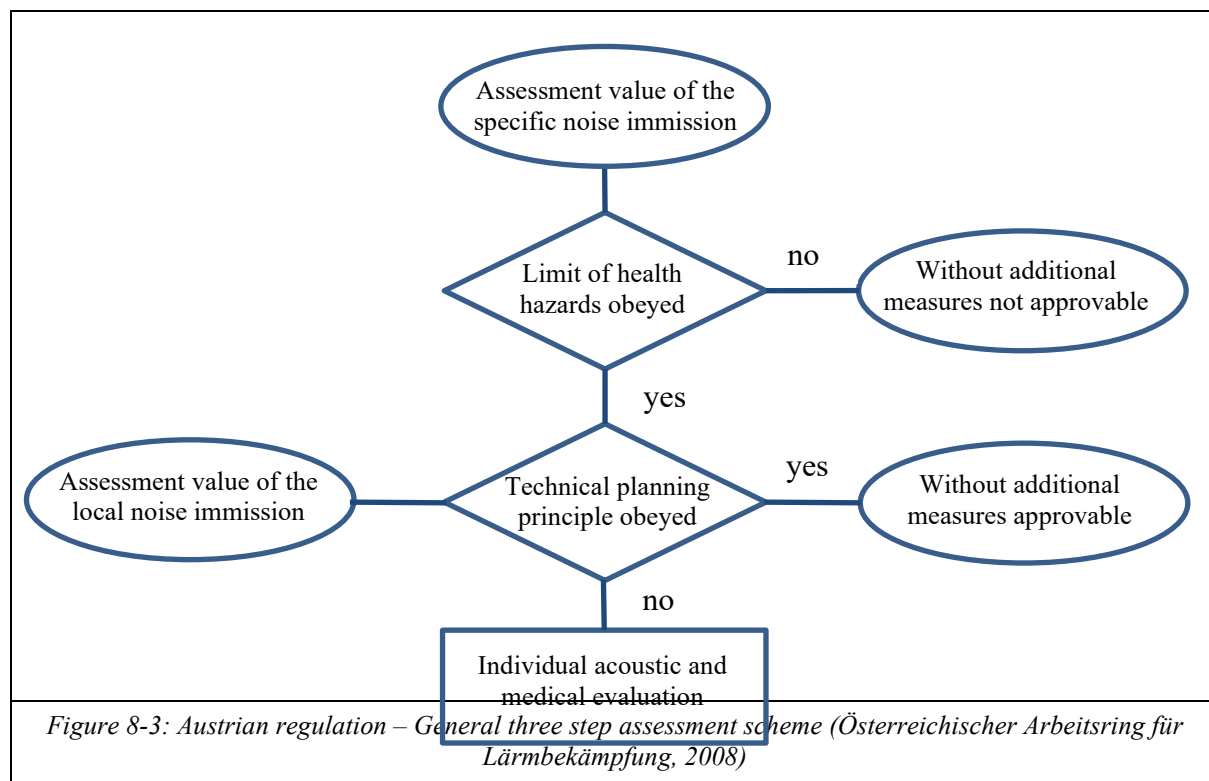 Assessment value of the
specific noise immission
Limit of health
hazards obeyed
no
Without additional
measures not approvable
yes
Assessment value of the
local noise immission
Technical planning
principle obeyed
yes
Without additional
measures approvable
no
Individual acoustic and
medical evaluation
Figure 8-3: Austrian regulation – General three step assessment scheme (Österreichischer Arbeitsring für
Lärmbekämpfung, 2008)